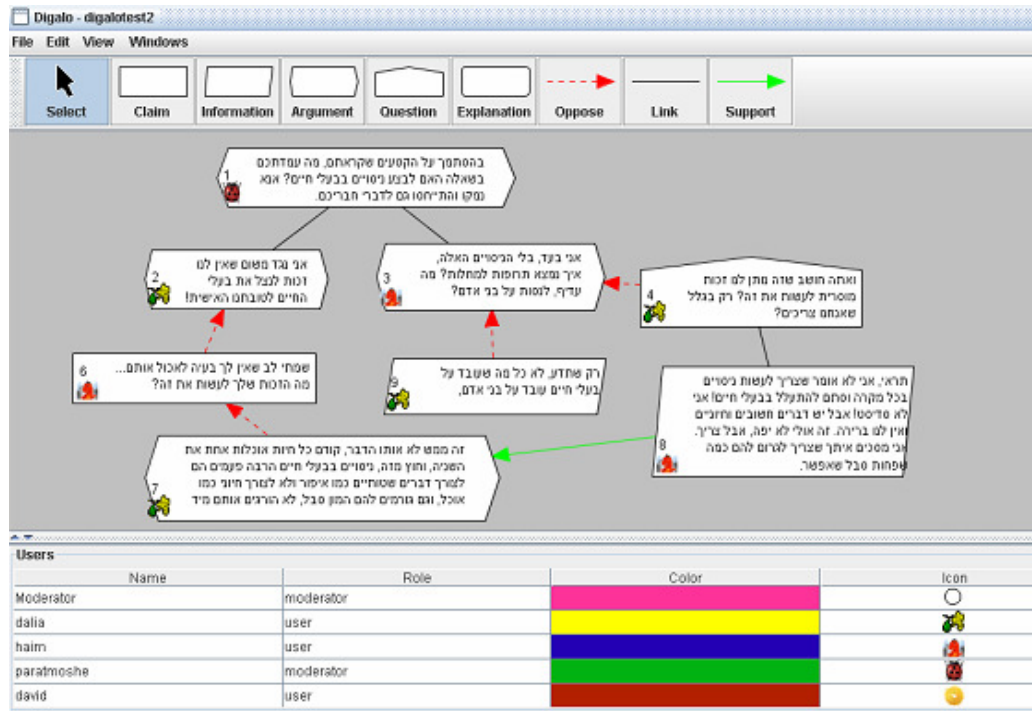 Digalo - digalotest2
File Edit View Windows
Select Claim Information Argument Question Explanation Oppose Link Support
1
בהסתמך על הקטעים שקראתם, מה עמדתכם
בשאלה האם לבצע ניסויים בבעלי חיים? אנא
נמקו והתייחסו גם לדברי חבריכם.
2
אני נגד משום שאין לנו
זכות לנצל את בעלי
החיים לטובתנו האישית!
3
אני בעד, בלי הניסויים האלה,
איך נמצא תרופות למחלות? מה
עדיף, לנסות על בני אדם?
4
ואתה חושב שזה נותן לנו זכות
מוסרית לעשות את זה? רק בגלל
שאנחנו צריכים?
6
שמתי לב שאין לך בעיה לאכול אותם...
מה הזכות שלך לעשות את זה?
9
רק שתדע, לא כל מה שעובד על
בעלי חיים עובד על בני אדם,
8
תראי, אני לא אומר שצריך לעשות ניסויים
בכל מקרה וסתם להתעלל בבעלי חיים! אני
לא סדיסט! אבל יש דברים חשובים וחיוניים
ואין לנו ברירה. זה אולי לא יפה, אבל צריך.
אני מסכים איתך שצריך לגרום להם כמה
שפחות סבל שאפשר.
7
זה ממש לא אותו הדבר, קודם כל חיות אוכלות אחת את
השניה, וחוץ מזה, ניסויים בבעלי חיים הרבה פעמים הם
לצורך דברים שטותיים כמו איפור ולא לצורך חיוני כמו
אוכל, וגם גורמים להם המון סבל, לא הורגים אותם מיד
Users
Name Role Color Icon
Moderator moderator
dalia user
haim user
paratmoshe moderator
david user